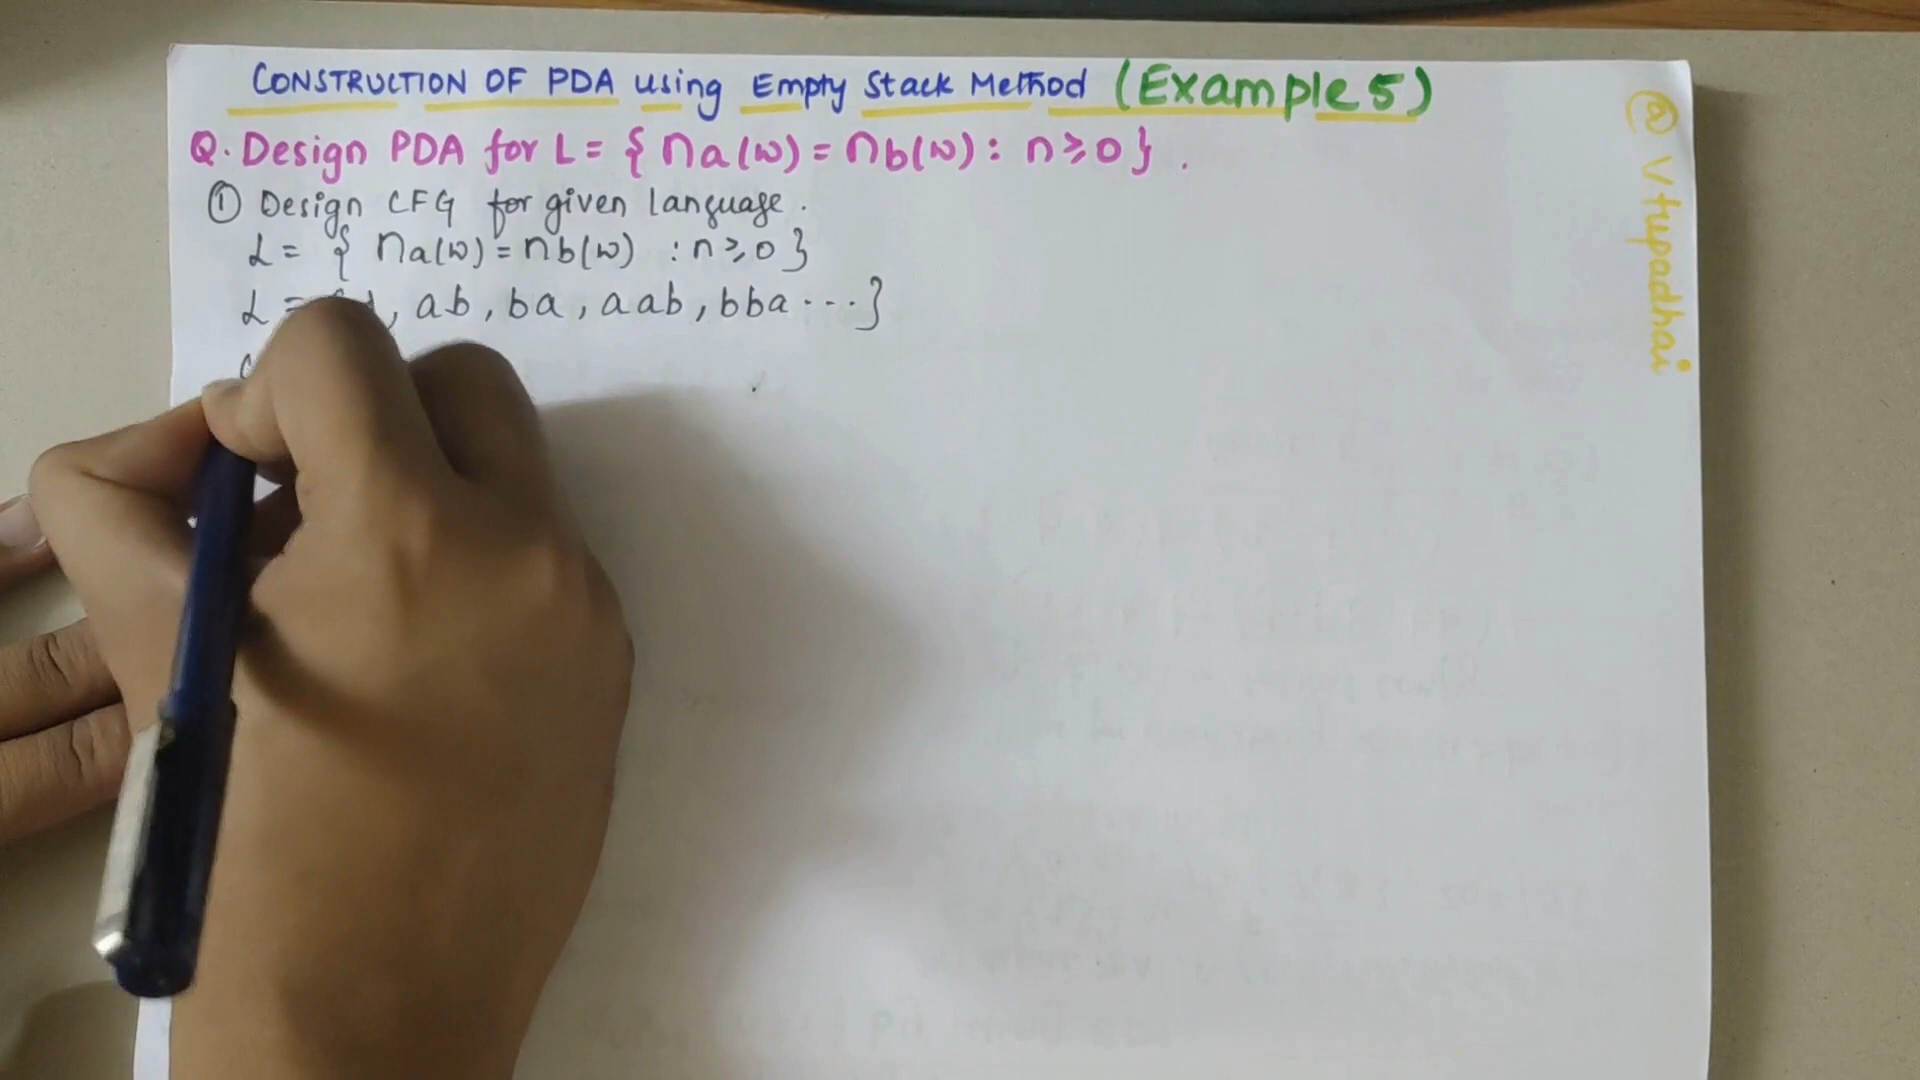 CONSTRUCTION OF PDA using Empty Stack Method (Example 5)
Q. Design PDA for L = { na(w) = nb(w) : n ≥ 0 } .
① Design CFG for given language .
L = { na(w) = nb(w) : n ≥ 0 }
L = , ab , ba , aab , bba ... }
@ Vtupadhai